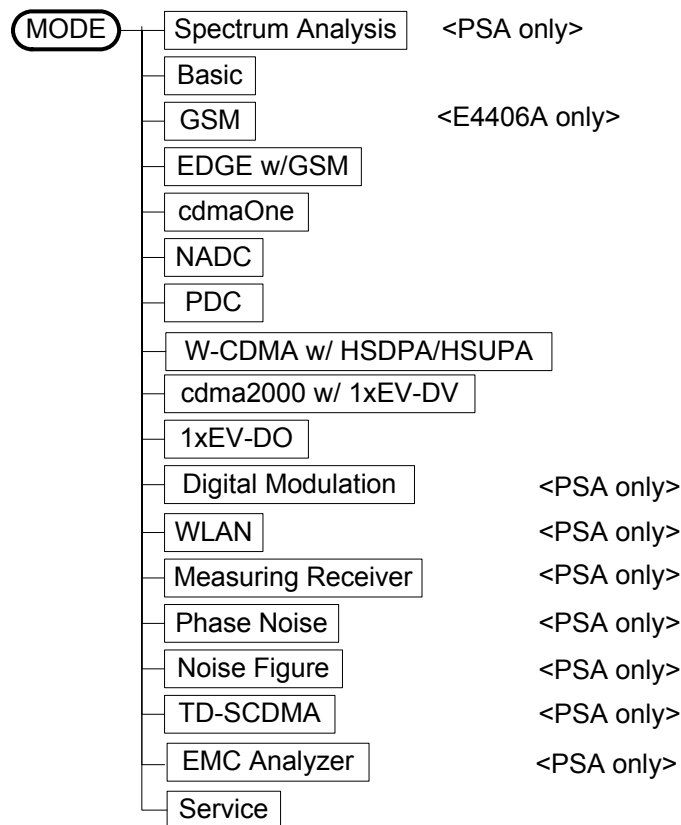 MODE Spectrum Analysis <PSA only>
Basic
GSM <E4406A only>
EDGE w/GSM
cdmaOne
NADC
PDC
W-CDMA w/ HSDPA/HSUPA
cdma2000 w/ 1xEV-DV
1xEV-DO
Digital Modulation <PSA only>
WLAN <PSA only>
Measuring Receiver <PSA only>
Phase Noise <PSA only>
Noise Figure <PSA only>
TD-SCDMA <PSA only>
EMC Analyzer <PSA only>
Service